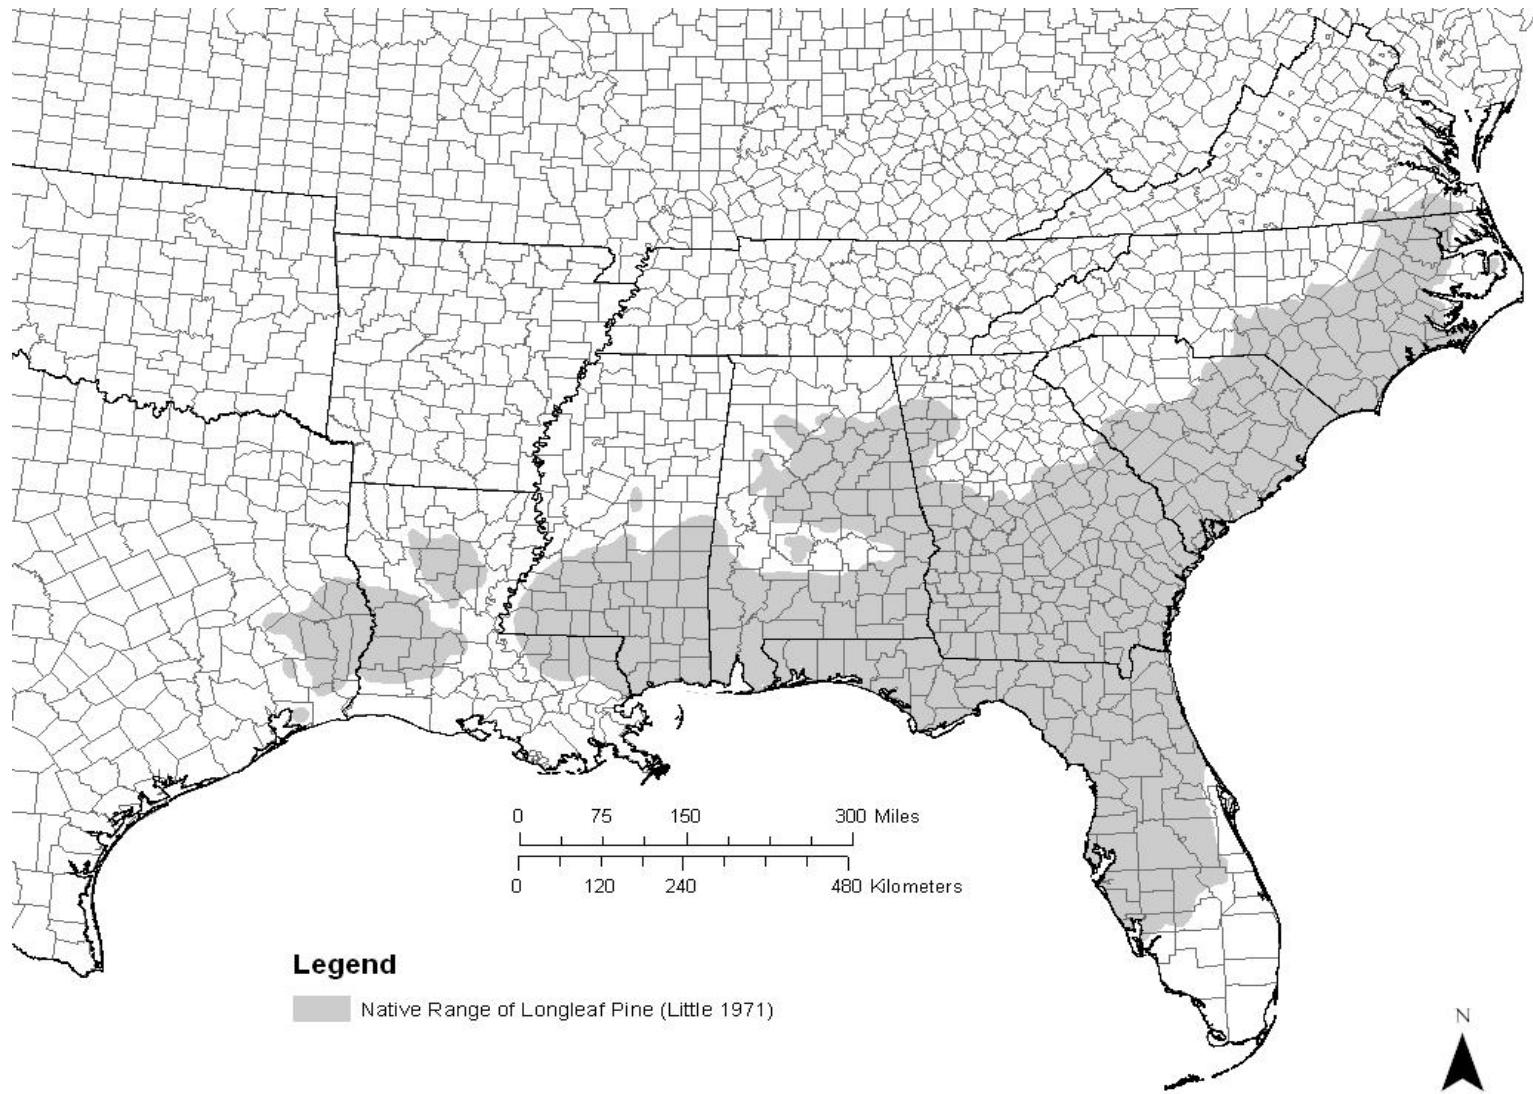 0 75 150 300 Miles
0 120 240 480 Kilometers
Legend
Native Range of Longleaf Pine (Little 1971)
N